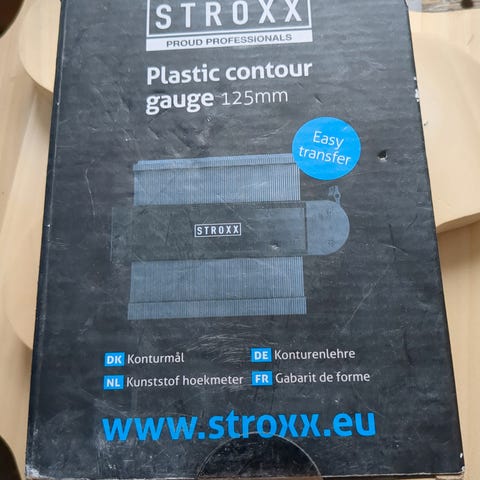 STROXX
PROUD PROFESSIONALS
Plastic contour
gauge 125mm
Easy
transfer
STROXX
DK Konturmål
DE Konturenlehre
NL Kunststof hoekmeter
FR Gabarit de forme
www.stroxx.eu